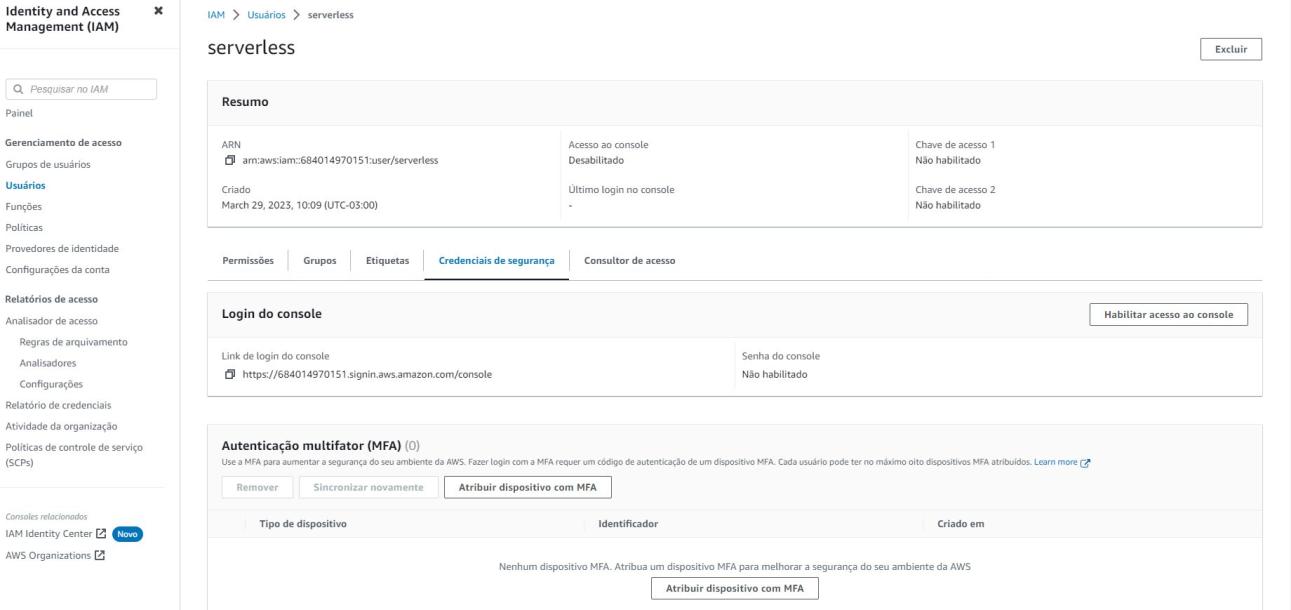 Identity and Access
Management (IAM)
Pesquisar no IAM
Painel
Gerenciamento de acesso
Grupos de usuários
Usuários
Funções
Políticas
Provedores de identidade
Configurações da conta
Relatórios de acesso
Analisador de acesso
Regras de arquivamento
Analisadores
Configurações
Relatório de credenciais
Atividade da organização
Políticas de controle de serviço
(SCPs)
Consoles relacionados
IAM Identity Center Novo
AWS Organizations
IAM > Usuários > serverless
serverless
Excluir
Resumo
ARN
arn:aws:iam::684014970151:user/serverless
Criado
March 29, 2023, 10:09 (UTC-03:00)
Acesso ao console
Desabilitado
Último login no console
-
Chave de acesso 1
Não habilitado
Chave de acesso 2
Não habilitado
Permissões Grupos Etiquetas Credenciais de segurança Consultor de acesso
Login do console
Habilitar acesso ao console
Link de login do console
https://684014970151.signin.aws.amazon.com/console
Senha do console
Não habilitado
Autenticação multifator (MFA) (0)
Use a MFA para aumentar a segurança do seu ambiente da AWS. Fazer login com a MFA requer um código de autenticação de um dispositivo MFA. Cada usuário pode ter no máximo oito dispositivos MFA atribuídos. Learn more
Remover Sincronizar novamente Atribuir dispositivo com MFA
Tipo de dispositivo Identificador Criado em
Nenhum dispositivo MFA. Atribua um dispositivo MFA para melhorar a segurança do seu ambiente da AWS
Atribuir dispositivo com MFA